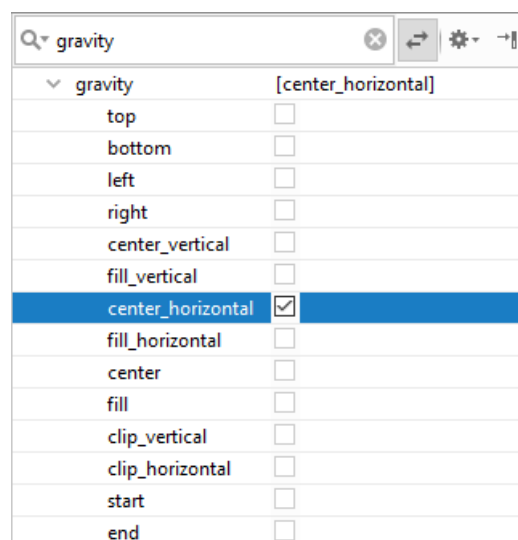 gravity
gravity [center_horizontal]
top
bottom
left
right
center_vertical
fill_vertical
center_horizontal
fill_horizontal
center
fill
clip_vertical
clip_horizontal
start
end